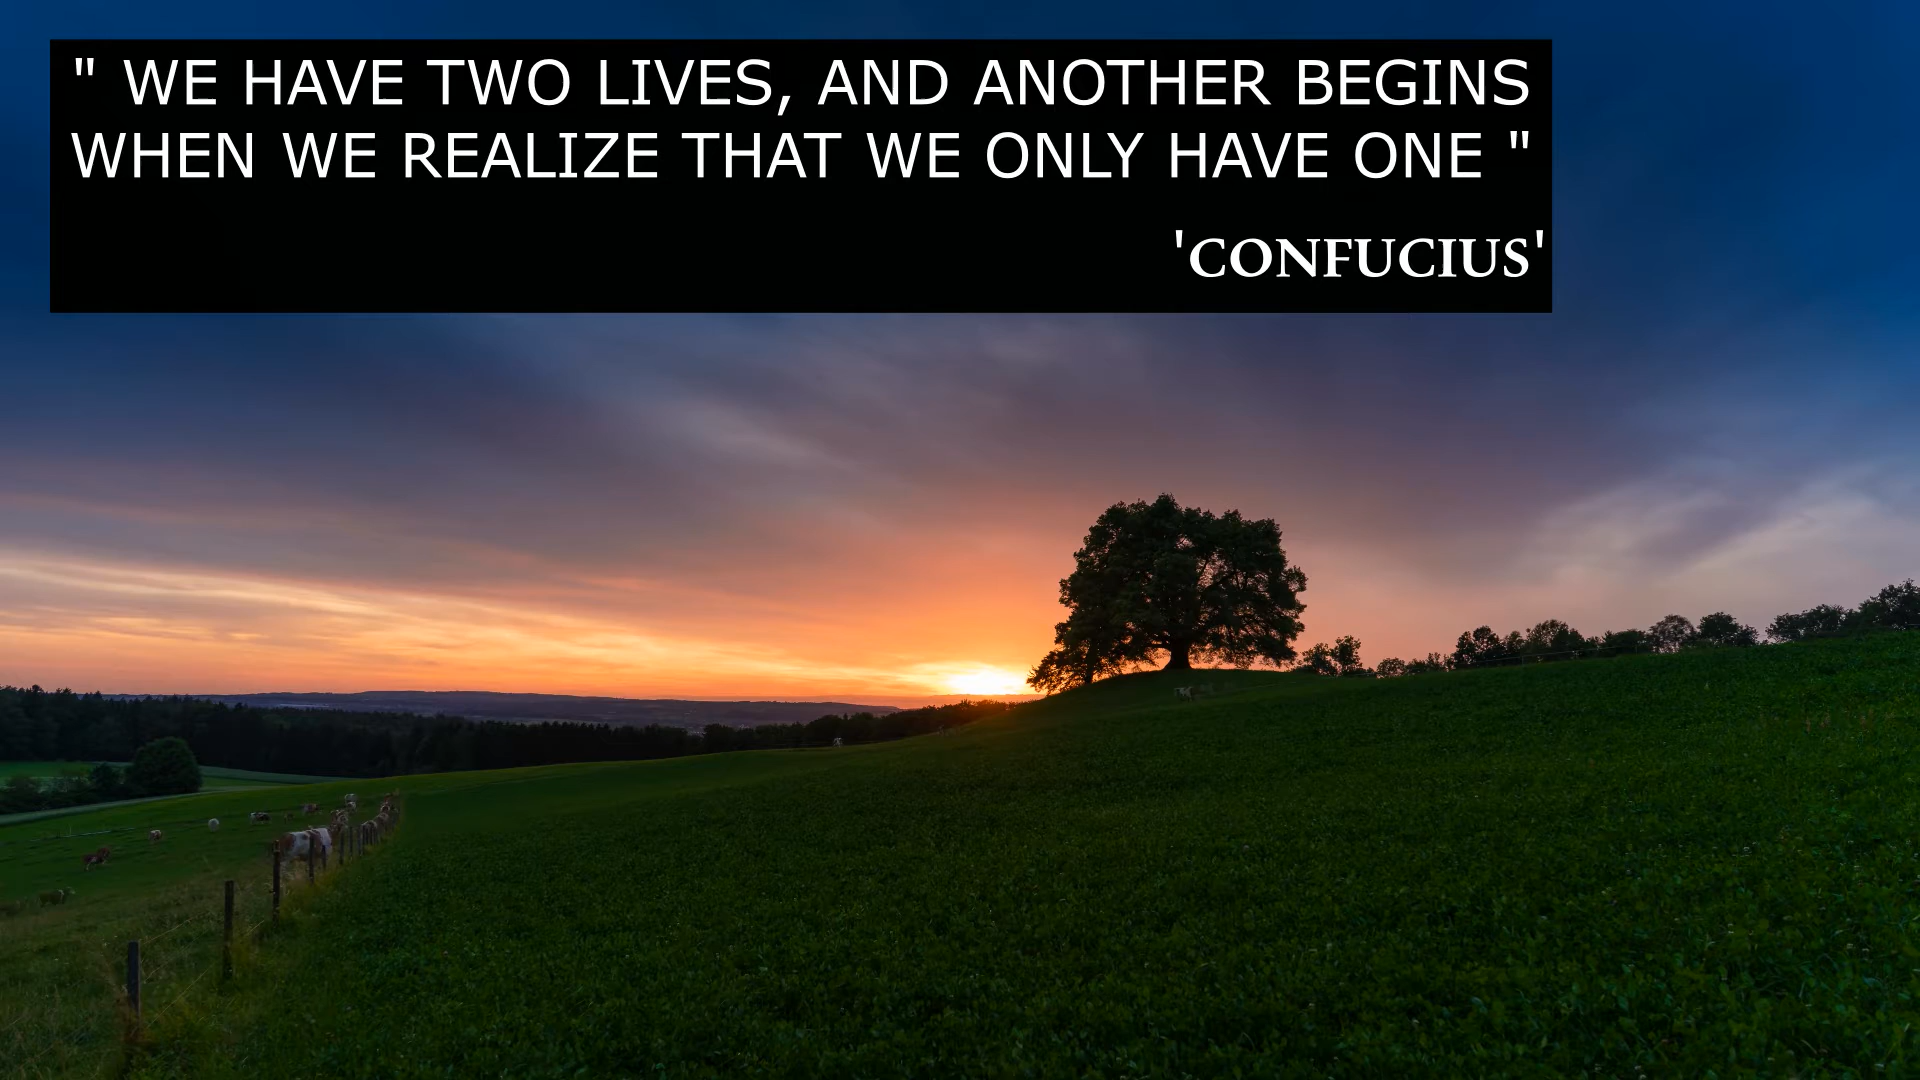 " WE HAVE TWO LIVES, AND ANOTHER BEGINS
WHEN WE REALIZE THAT WE ONLY HAVE ONE "
'CONFUCIUS'